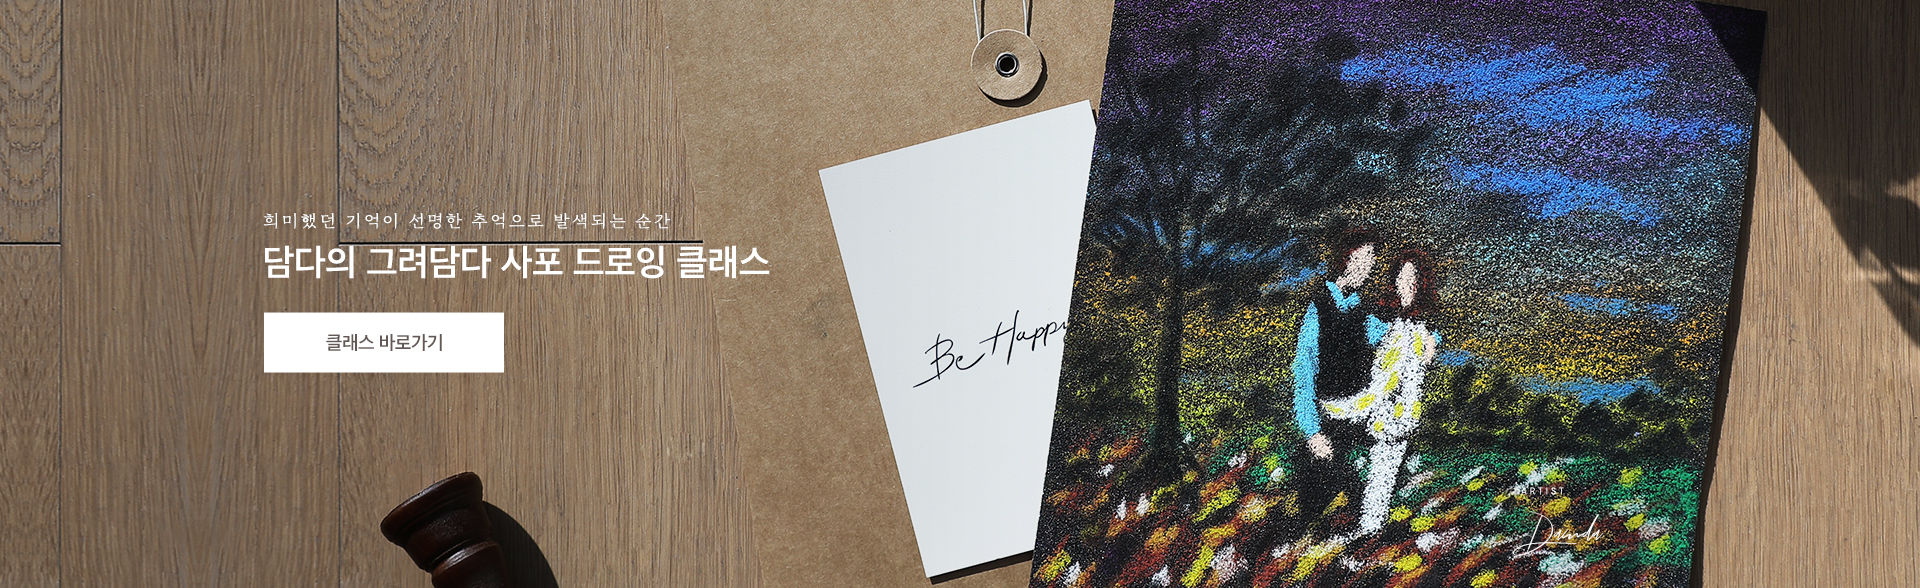 희미했던 기억이 선명한 추억으로 발색되는 순간
담다의 그려담다 사포 드로잉 클래스
클래스 바로가기
Be Happy
ARTIST
Damda